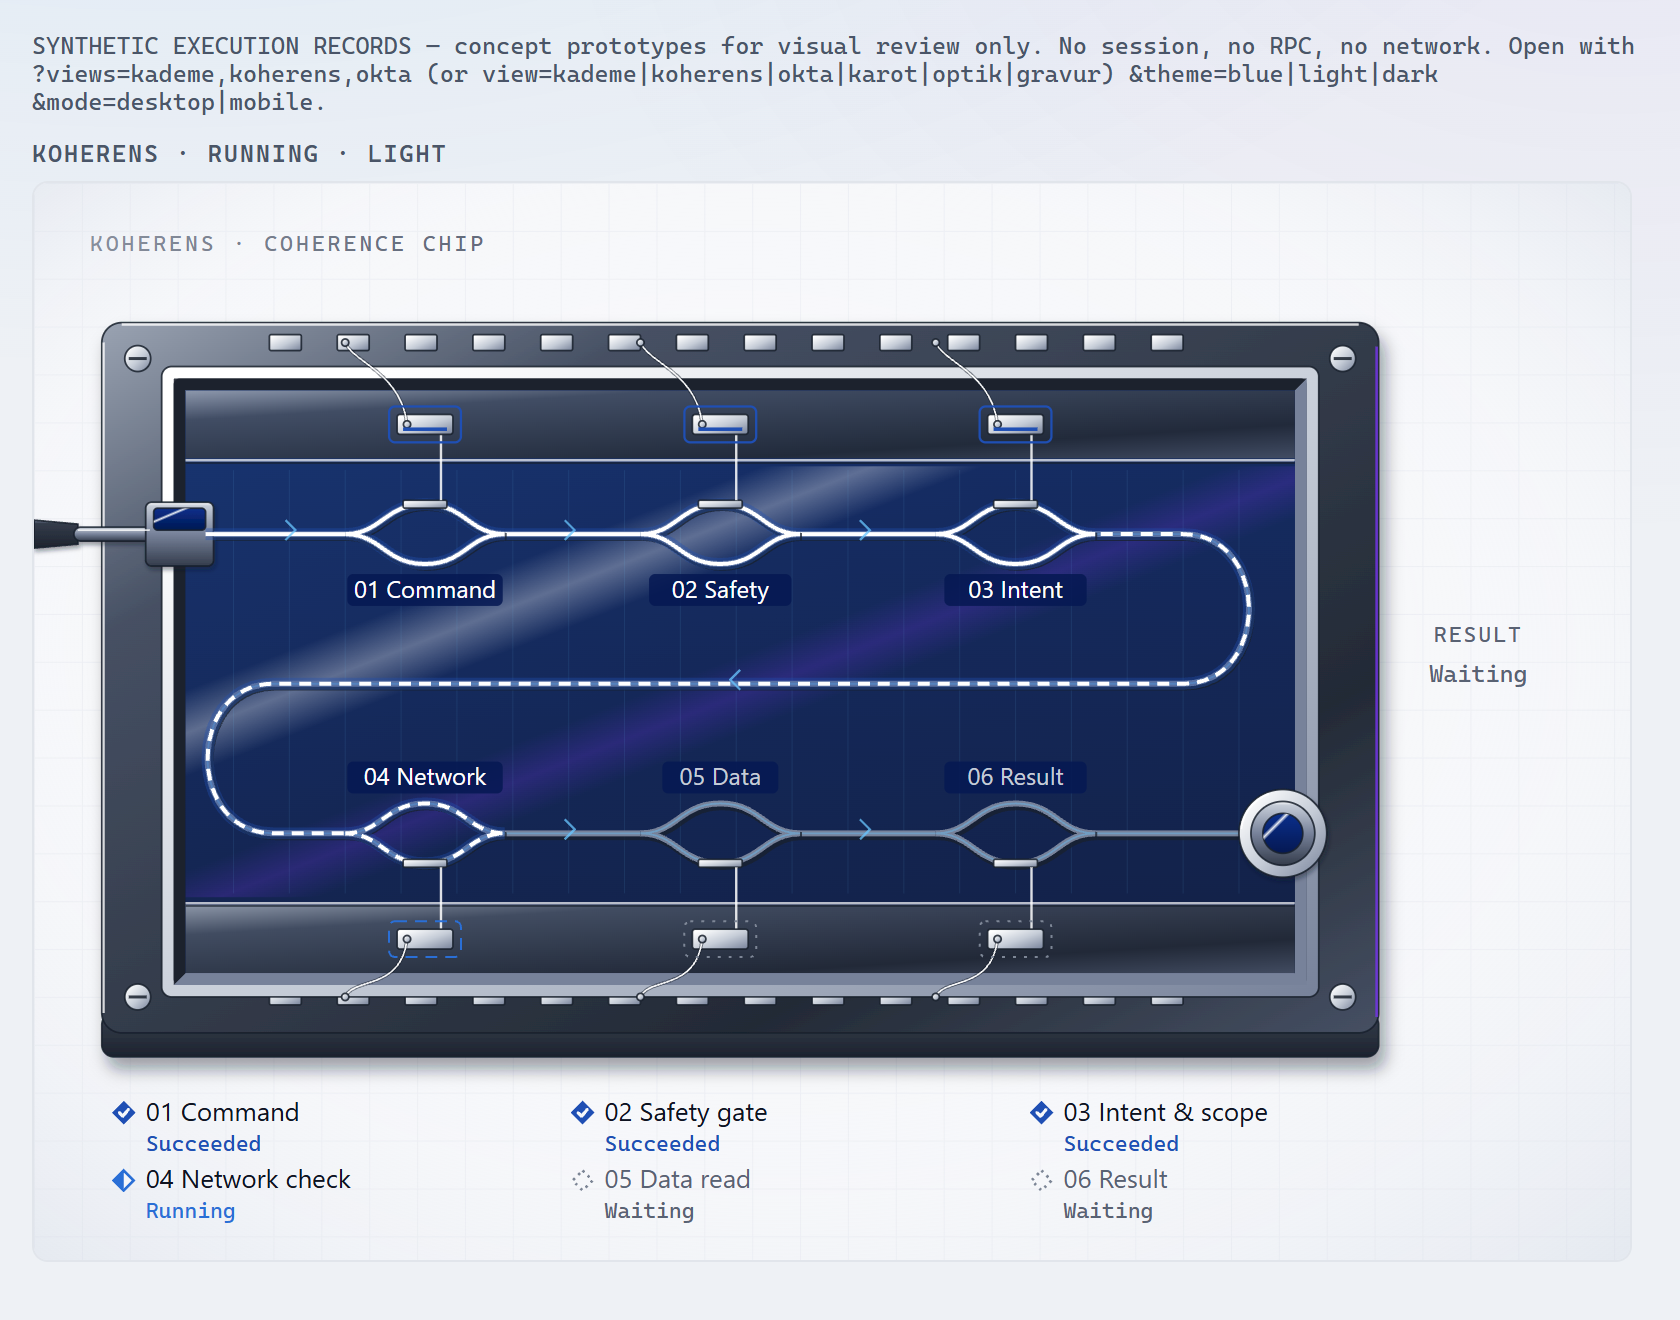 SYNTHETIC EXECUTION RECORDS — concept prototypes for visual review only. No session, no RPC, no network. Open with
?views=kademe,koherens,okta (or view=kademe|koherens|okta|karot|optik|gravur) &theme=blue|light|dark
&mode=desktop|mobile.
KOHERENS · RUNNING · LIGHT
KOHERENS · COHERENCE CHIP
01 Command
02 Safety
03 Intent
RESULT
Waiting
04 Network
05 Data
06 Result
01 Command
Succeeded
02 Safety gate
Succeeded
03 Intent & scope
Succeeded
04 Network check
Running
05 Data read
Waiting
06 Result
Waiting